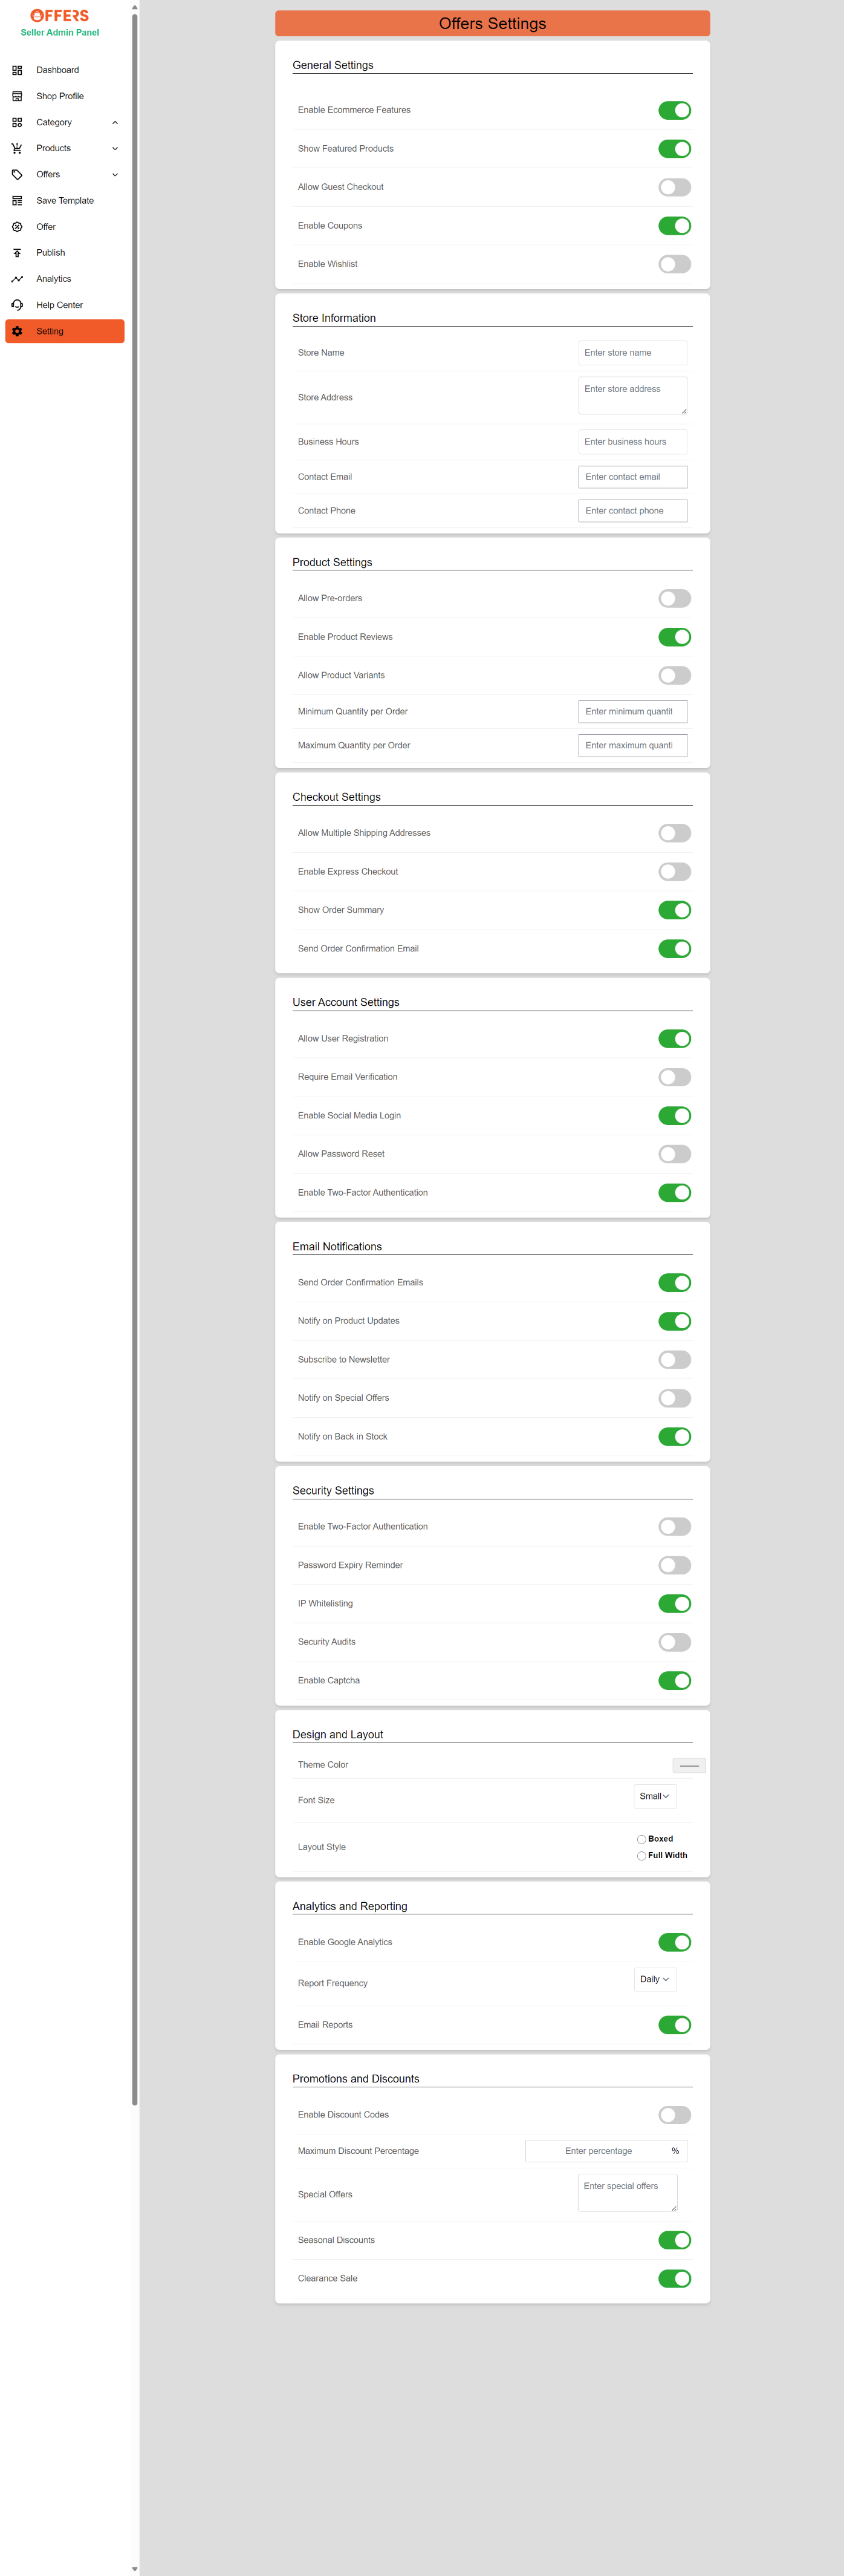 OFFERS
Seller Admin Panel
Dashboard
Shop Profile
Category
Products
Offers
Save Template
Offer
Publish
Analytics
Help Center
Setting
Offers Settings
General Settings
Enable Ecommerce Features
Show Featured Products
Allow Guest Checkout
Enable Coupons
Enable Wishlist
Store Information
Store Name
Enter store name
Store Address
Enter store address
Business Hours
Enter business hours
Contact Email
Enter contact email
Contact Phone
Enter contact phone
Product Settings
Allow Pre-orders
Enable Product Reviews
Allow Product Variants
Minimum Quantity per Order
Enter minimum quantit
Maximum Quantity per Order
Enter maximum quanti
Checkout Settings
Allow Multiple Shipping Addresses
Enable Express Checkout
Show Order Summary
Send Order Confirmation Email
User Account Settings
Allow User Registration
Require Email Verification
Enable Social Media Login
Allow Password Reset
Enable Two-Factor Authentication
Email Notifications
Send Order Confirmation Emails
Notify on Product Updates
Subscribe to Newsletter
Notify on Special Offers
Notify on Back in Stock
Security Settings
Enable Two-Factor Authentication
Password Expiry Reminder
IP Whitelisting
Security Audits
Enable Captcha
Design and Layout
Theme Color
Font Size
Small
Layout Style
Boxed
Full Width
Analytics and Reporting
Enable Google Analytics
Report Frequency
Daily
Email Reports
Promotions and Discounts
Enable Discount Codes
Maximum Discount Percentage
Enter percentage %
Special Offers
Enter special offers
Seasonal Discounts
Clearance Sale